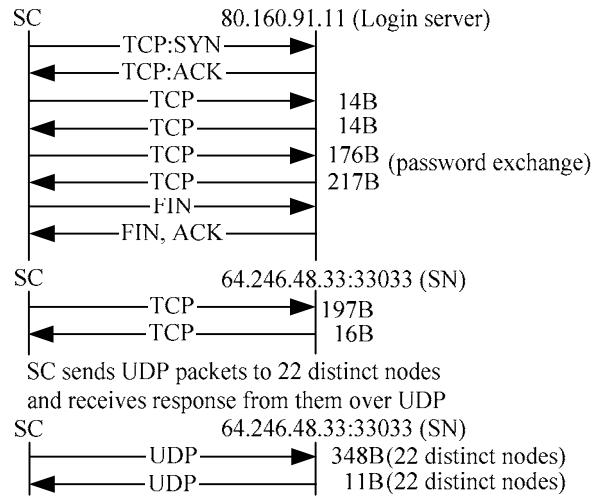 SC 80.160.91.11 (Login server)
TCP:SYN
TCP:ACK
TCP 14B
TCP 14B
TCP 176B (password exchange)
TCP 217B
FIN
FIN, ACK
SC 64.246.48.33:33033 (SN)
TCP 197B
TCP 16B
SC sends UDP packets to 22 distinct nodes
and receives response from them over UDP
SC 64.246.48.33:33033 (SN)
UDP 348B(22 distinct nodes)
UDP 11B(22 distinct nodes)